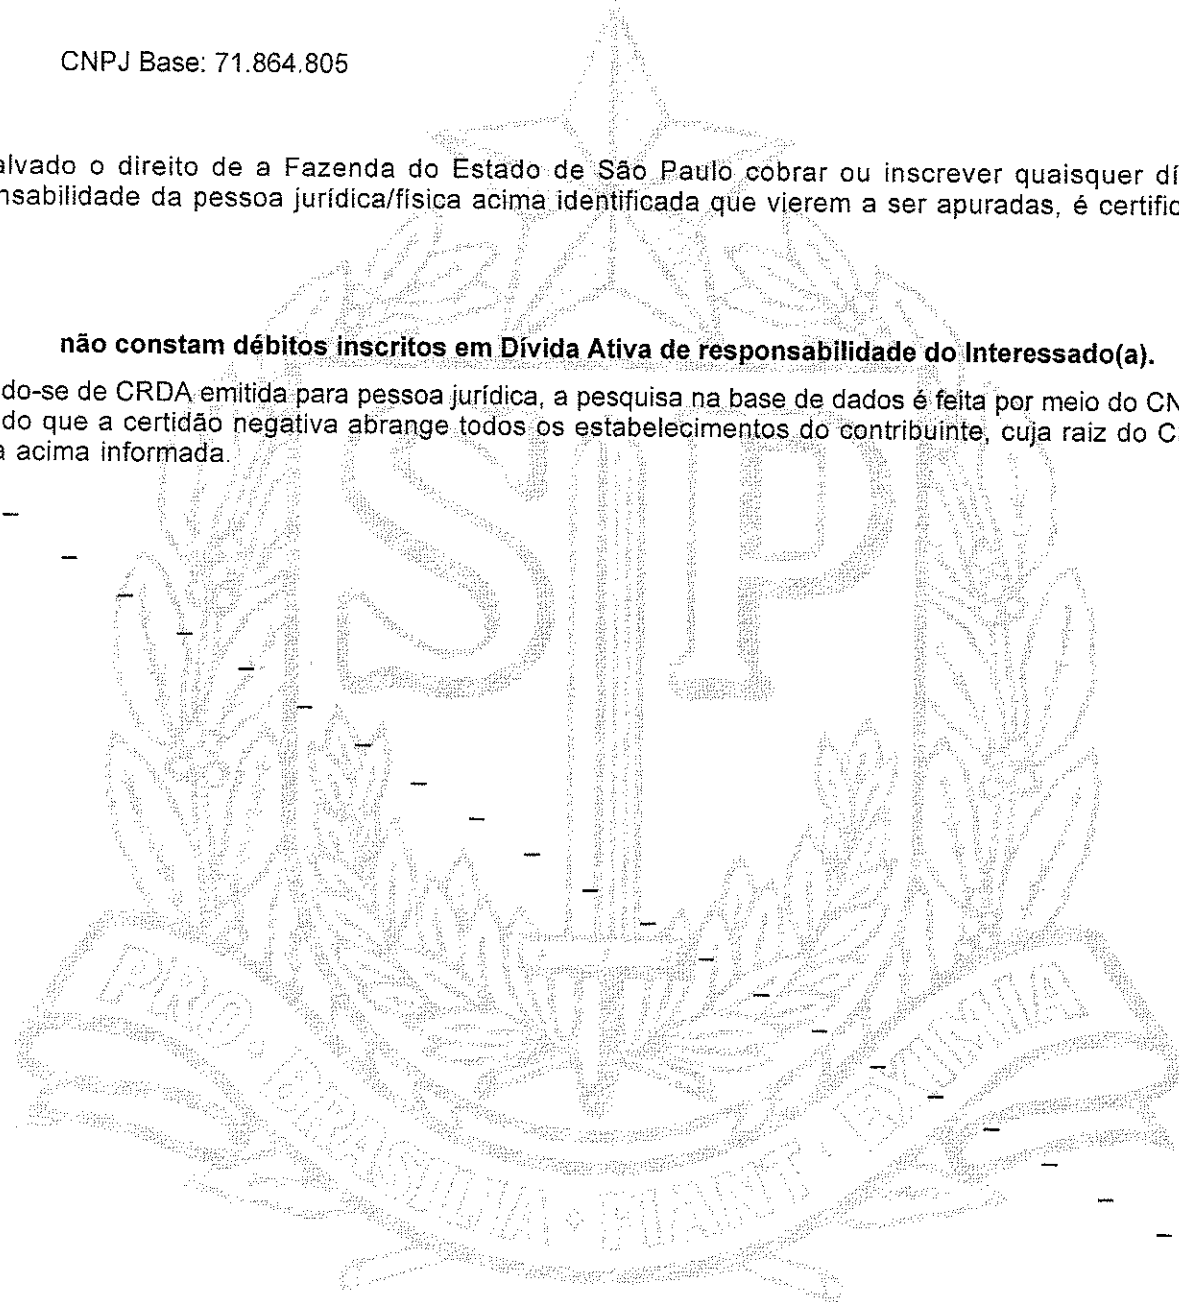 CNPJ Base: 71.864.805
alvado o direito de a Fazenda do Estado de São Paulo cobrar ou inscrever quaisquer dí
nsabilidade da pessoa jurídica/física acima identificada que vierem a ser apuradas, é certific
não constam débitos inscritos em Dívida Ativa de responsabilidade do Interessado(a).
do-se de CRDA emitida para pessoa jurídica, a pesquisa na base de dados é feita por meio do CN
do que a certidão negativa abrange todos os estabelecimentos do contribuinte, cuja raiz do C
a acima informada.
SP
PRO · BRASILIA · FIANT · EXIMIA